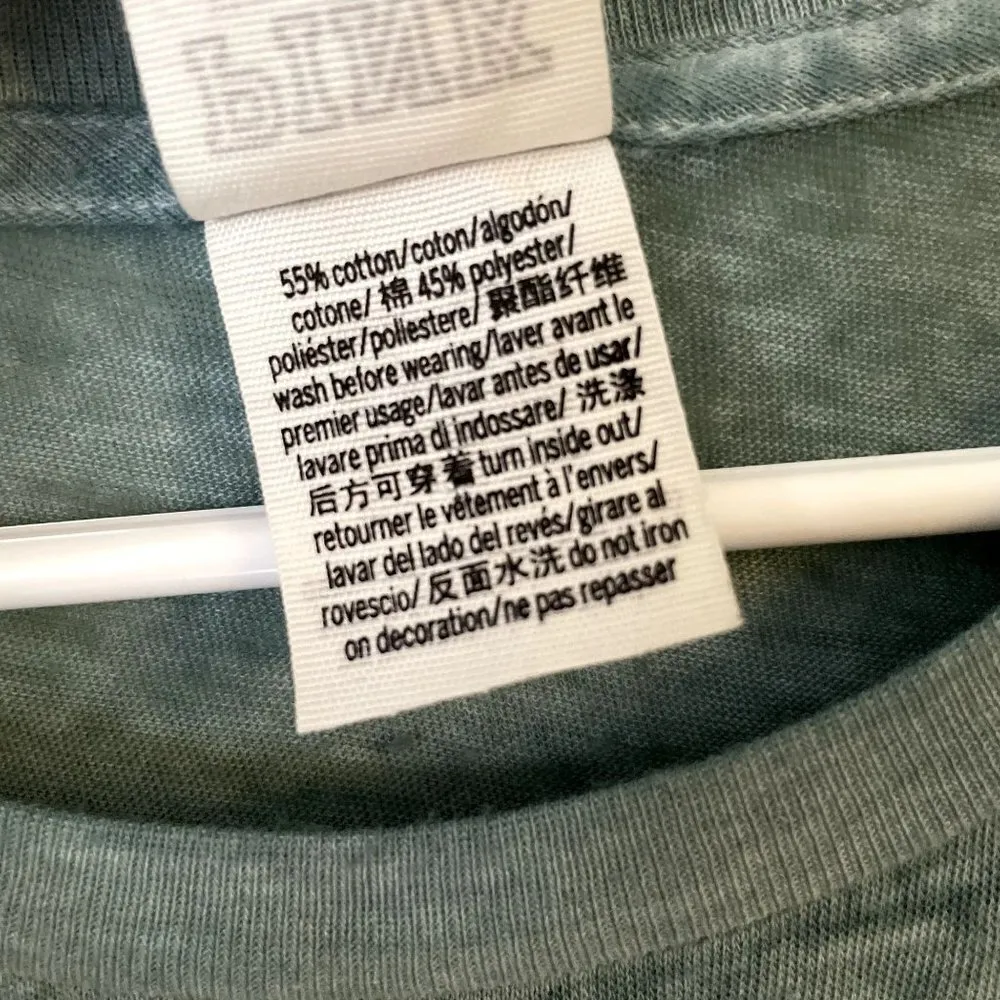 55% cotton/coton/algodón/
cotone/ 棉 45% polyester/
poliéster/poliestere/ 聚酯纤维
wash before wearing/laver avant le
premier usage/lavar antes de usar/
lavare prima di indossare/ 洗涤
后方可穿着 turn inside out/
retourner le vêtement à l'envers/
lavar del lado del revés/girare al
rovescio/ 反面水洗 do not iron
on decoration/ne pas repasser